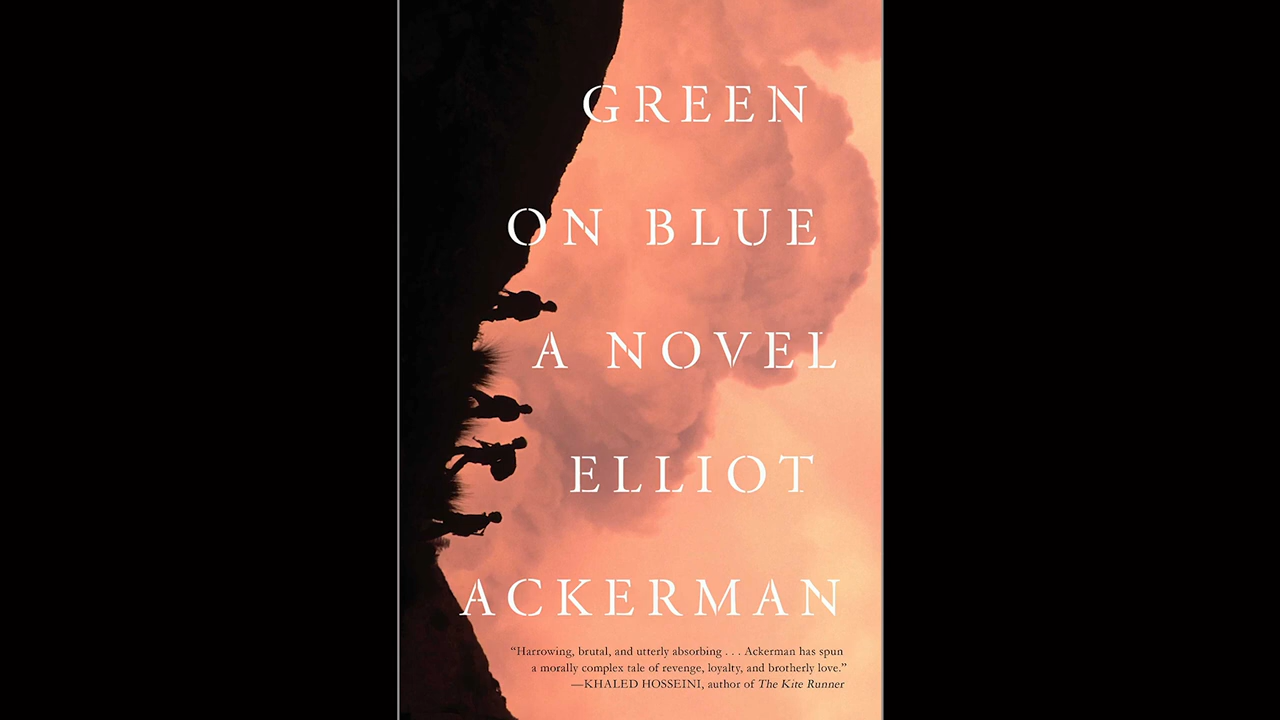 GREEN
ON BLUE
A NOVEL
ELLIOT
ACKERMAN
“Harrowing, brutal, and utterly absorbing . . . Ackerman has spun
a morally complex tale of revenge, loyalty, and brotherly love.”
—KHALED HOSSEINI, author of The Kite Runner